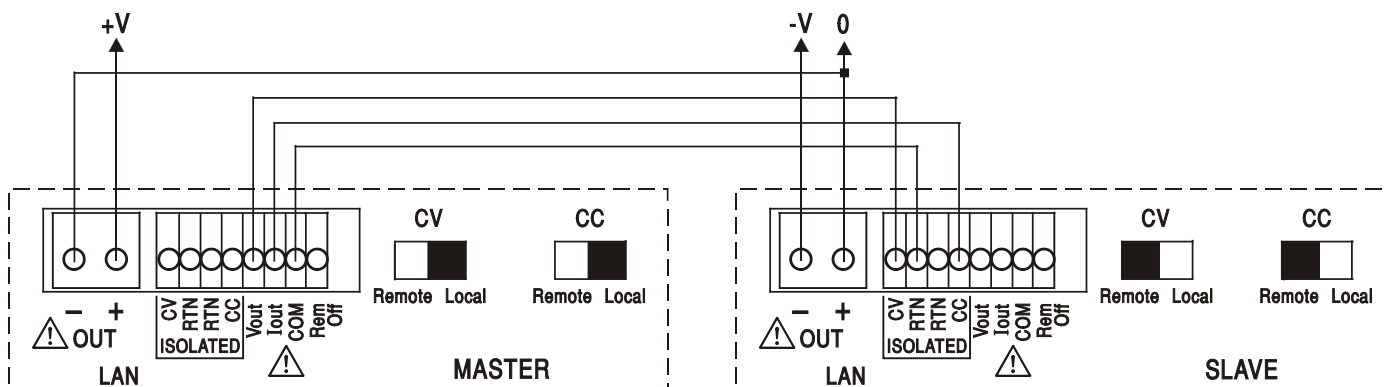 +V -V 0
CV CC CV CC
Remote Local Remote Local Remote Local Remote Local
- + CV RTN RTN CC Vout Iout COM Rem Off - + CV RTN RTN CC Vout Iout COM Rem Off
! OUT ISOLATED ! ! OUT ISOLATED !
LAN MASTER LAN SLAVE